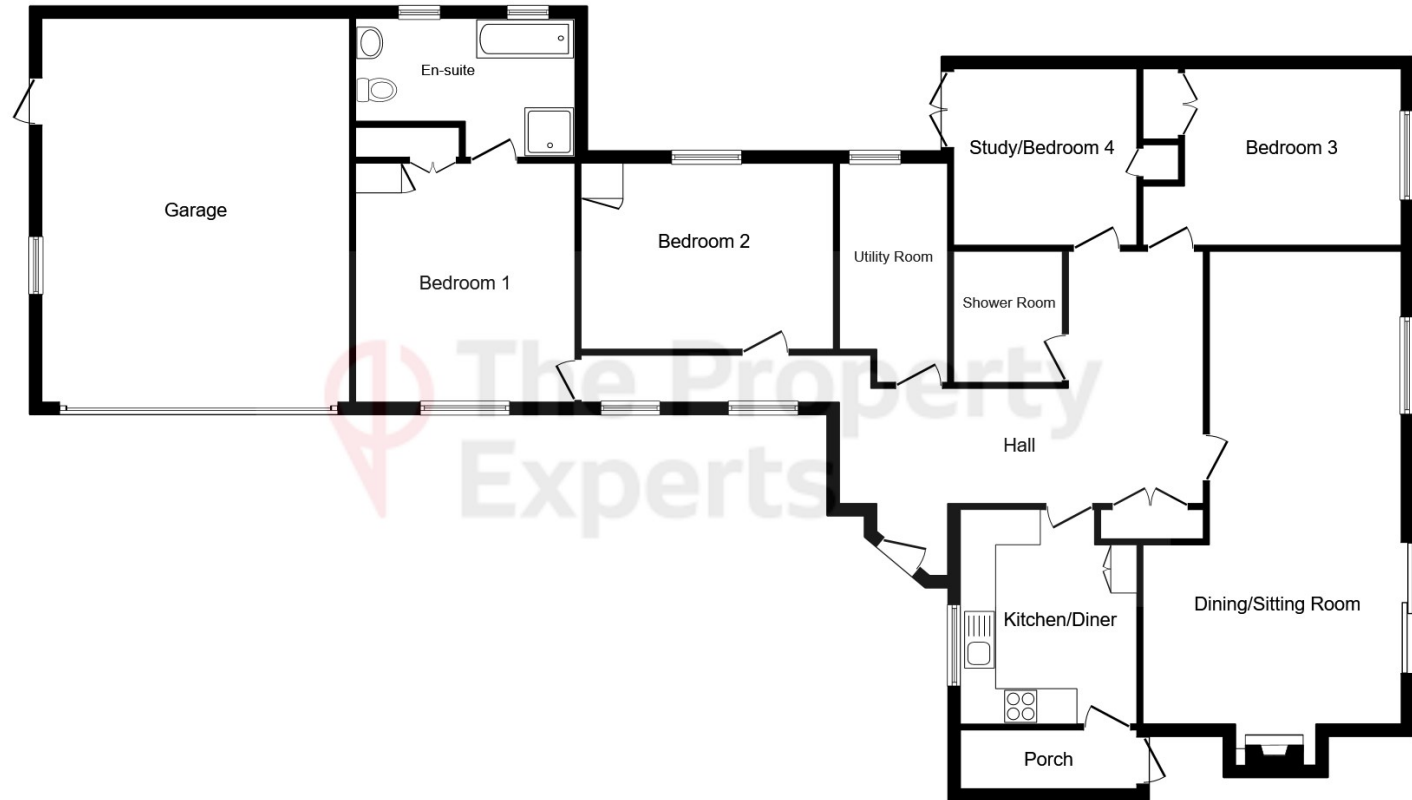 En-suite
Study/Bedroom 4
Bedroom 3
Garage
Bedroom 2
Utility Room
Bedroom 1
Shower Room
The Property
Experts
Hall
Dining/Sitting Room
Kitchen/Diner
Porch